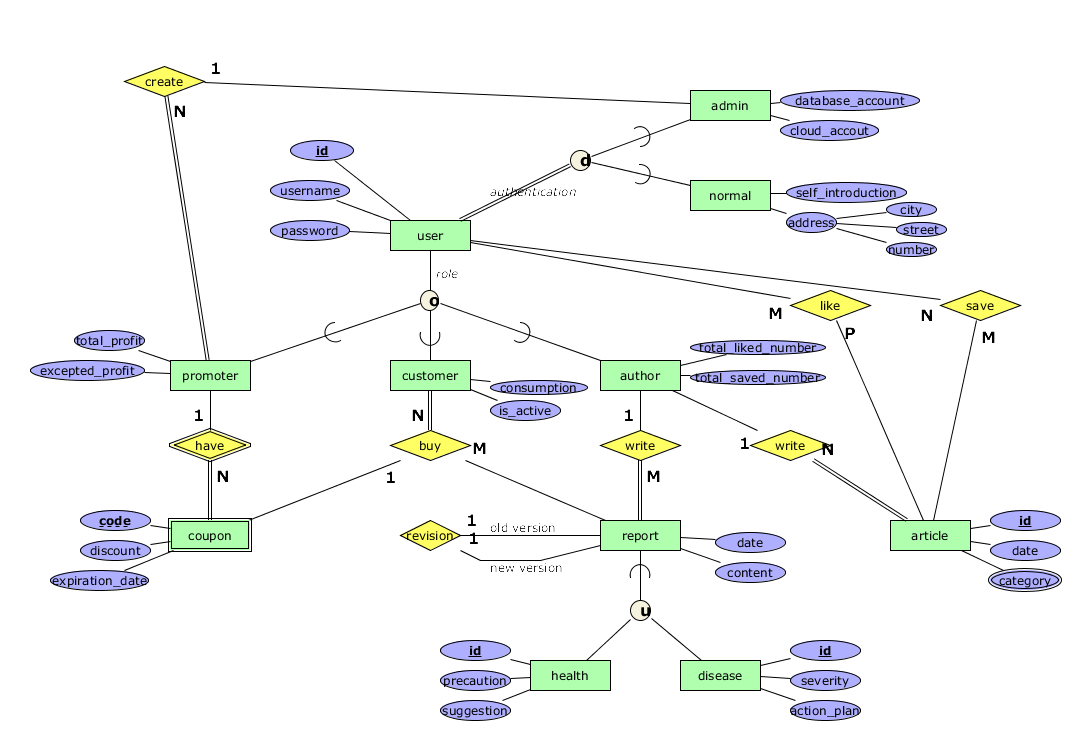 1
create
N
admin
database_account
cloud_accout
id
d
username
authentication
normal
self_introduction
address
city
street
number
password
user
role
o
like
M
P
save
N
M
total_profit
excepted_profit
promoter
customer
consumption
is_active
author
total_liked_number
total_saved_number
1
have
N
N
buy
M
1
1
write
M
1
write
N
code
discount
expiration_date
coupon
revision
1
old version
1
new version
report
date
content
article
id
date
category
u
id
precaution
suggestion
health
disease
id
severity
action_plan